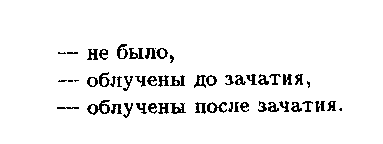 — не было,
— облучены до зачатия,
— облучены после зачатия.